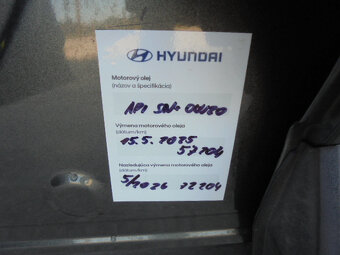 HYUNDAI
Motorový olej
(názov a špecifikácia)
API 0W20
Výmena motorového oleja
(dátum/km)
15.5.2025
57204
Nasledujúca výmena motorového oleja
(dátum/km)
5/2026 72204